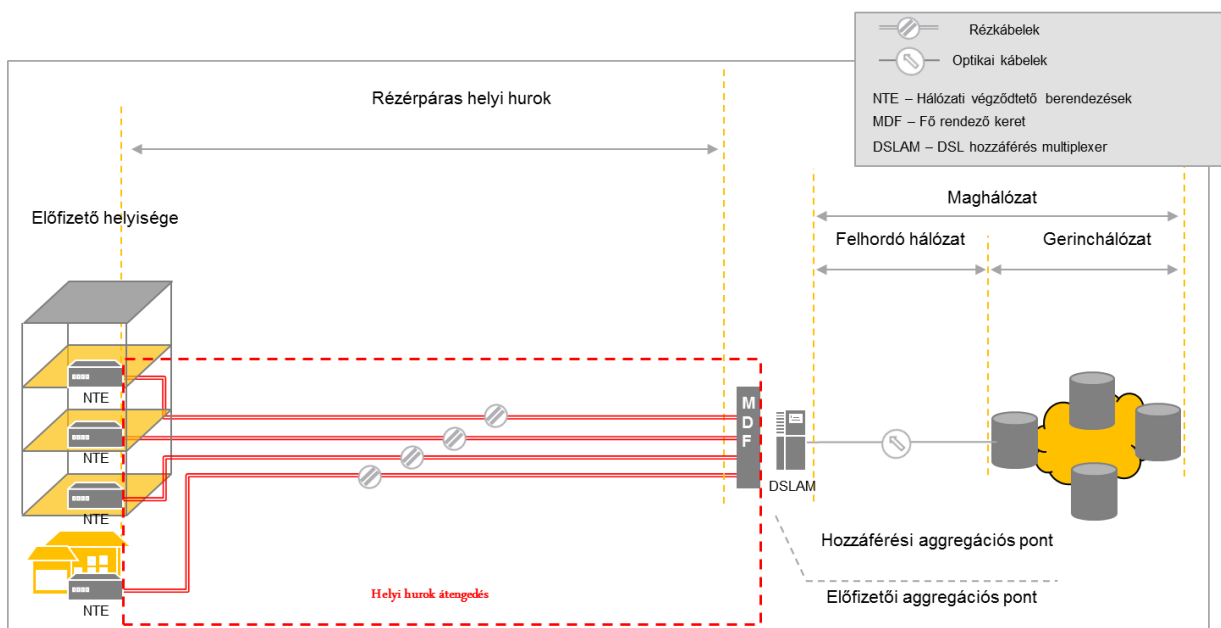 Rézkábelek
Optikai kábelek
NTE – Hálózati végződtető berendezések
MDF – Fő rendező keret
DSLAM – DSL hozzáférés multiplexer
Rézérpáras helyi hurok
Maghálózat
Előfizető helyisége
Felhordó hálózat
Gerinchálózat
NTE
NTE
NTE
NTE
MDF
DSLAM
Hozzáférési aggregációs pont
Előfizetői aggregációs pont
Helyi hurok átengedés